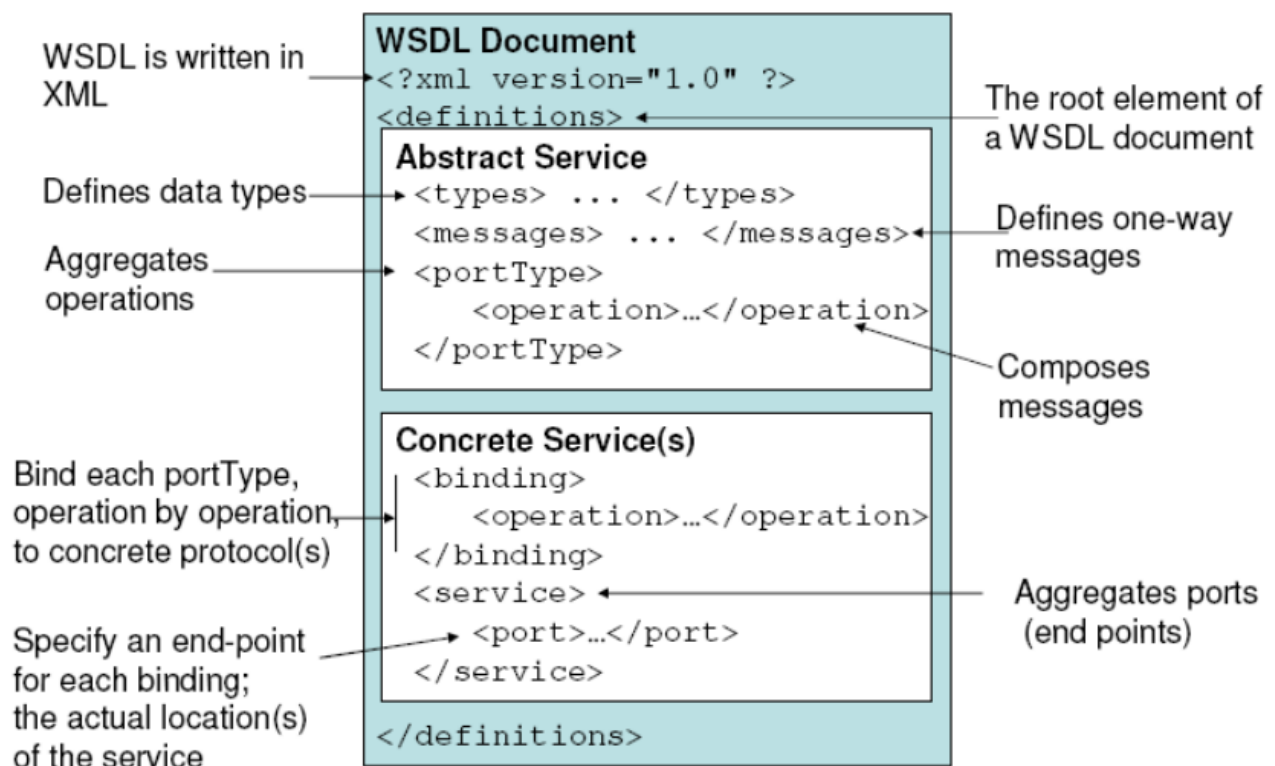 WSDL is written in
XML
WSDL Document
<?xml version="1.0" ?>
<definitions>
The root element of
a WSDL document
Abstract Service
Defines data types
<types> ... </types>
<messages> ... </messages>
Defines one-way
messages
Aggregates
operations
<portType>
<operation>…</operation>
</portType>
Composes
messages
Concrete Service(s)
Bind each portType,
operation by operation,
to concrete protocol(s)
<binding>
<operation>…</operation>
</binding>
<service>
Aggregates ports
(end points)
Specify an end-point
for each binding;
the actual location(s)
of the service
<port>…</port>
</service>
</definitions>